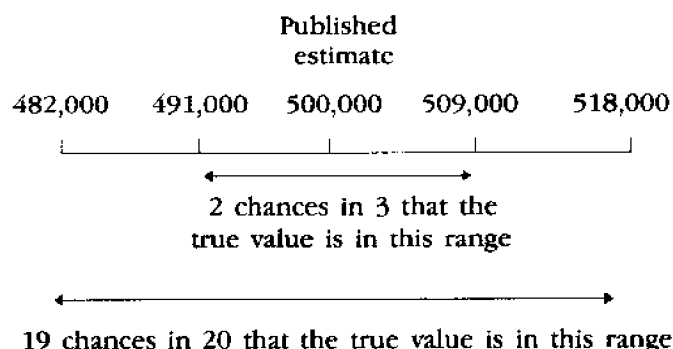 Published
estimate
482,000 491,000 500,000 509,000 518,000
2 chances in 3 that the
true value is in this range
19 chances in 20 that the true value is in this range